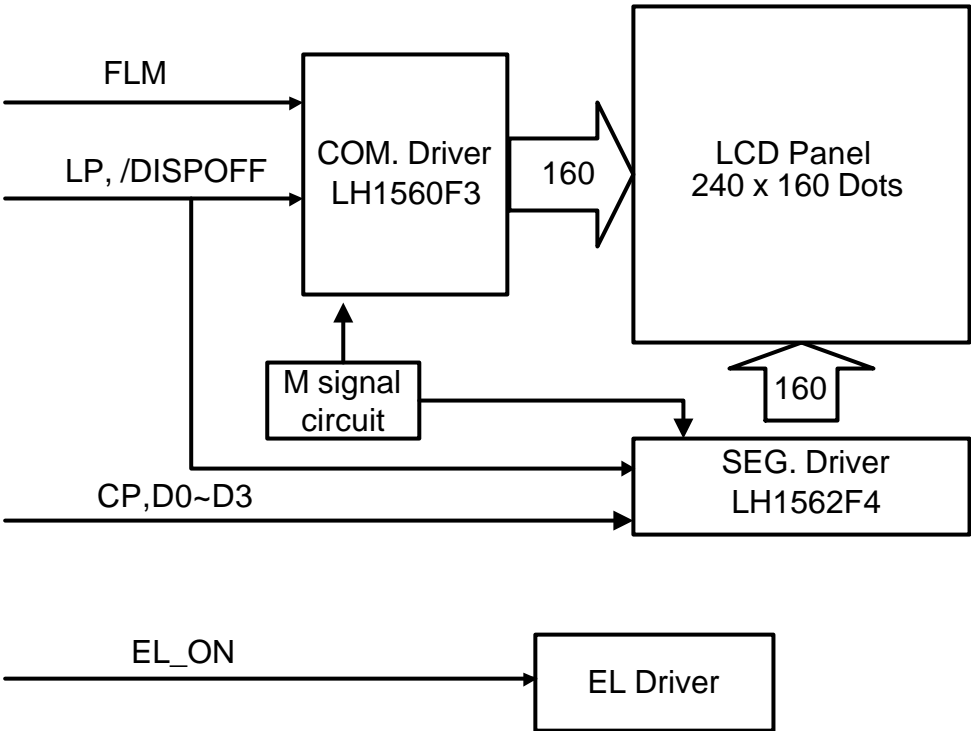 FLM
LP, /DISPOFF
COM. Driver
LH1560F3
160
LCD Panel
240 x 160 Dots
M signal
circuit
160
SEG. Driver
LH1562F4
CP,D0~D3
EL_ON
EL Driver